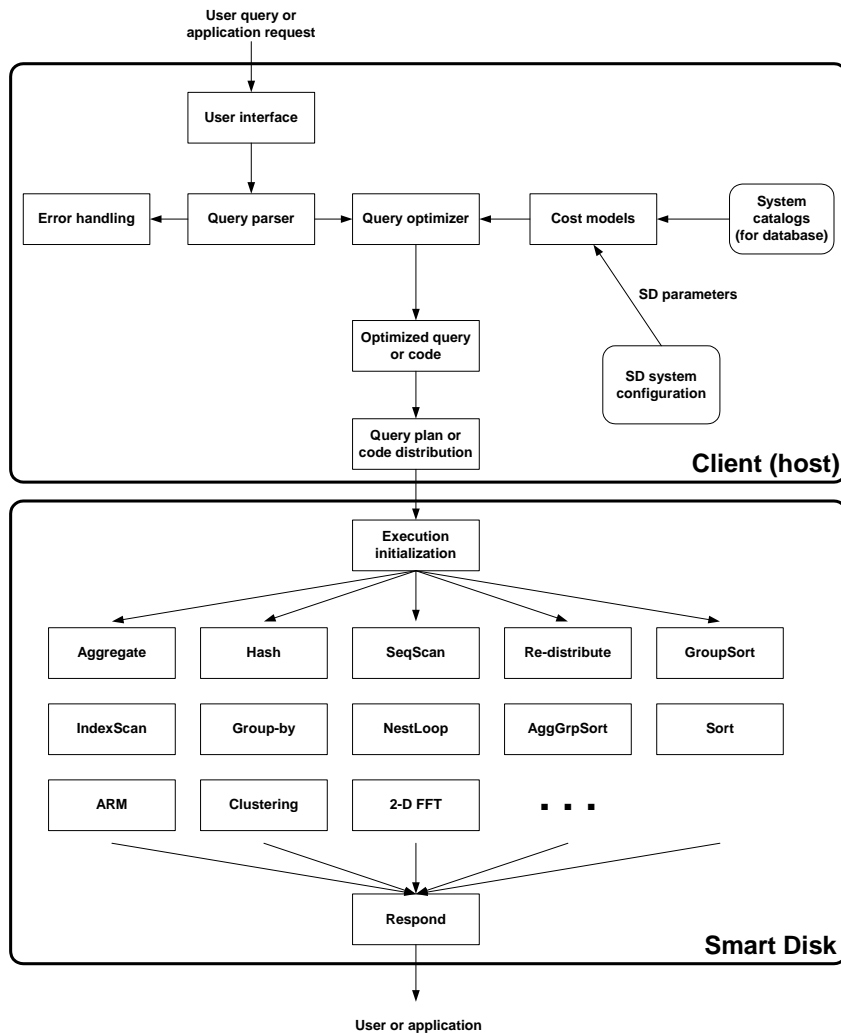 User query or
application request
User interface
Error handling
Query parser
Query optimizer
Cost models
System
catalogs
(for database)
SD parameters
Optimized query
or code
SD system
configuration
Query plan or
code distribution
Client (host)
Execution
initialization
Aggregate
Hash
SeqScan
Re-distribute
GroupSort
IndexScan
Group-by
NestLoop
AggGrpSort
Sort
ARM
Clustering
2-D FFT
. . .
Respond
Smart Disk
User or application